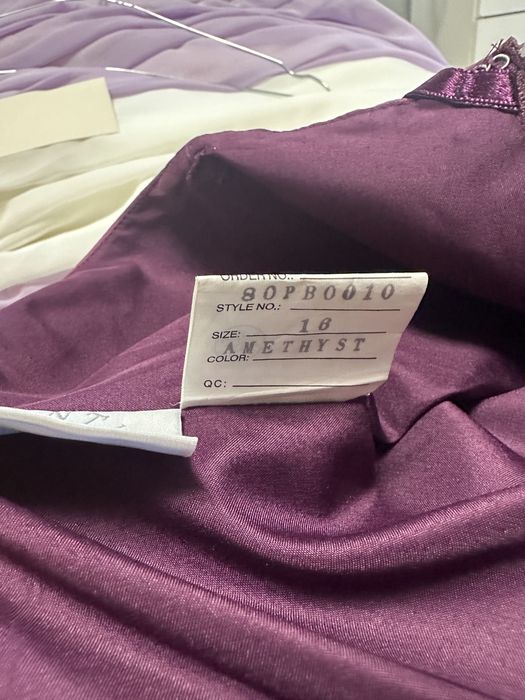 ORDER NO.:
80PB0010
STYLE NO.:
16
SIZE:
AMETHYST
COLOR:
QC: